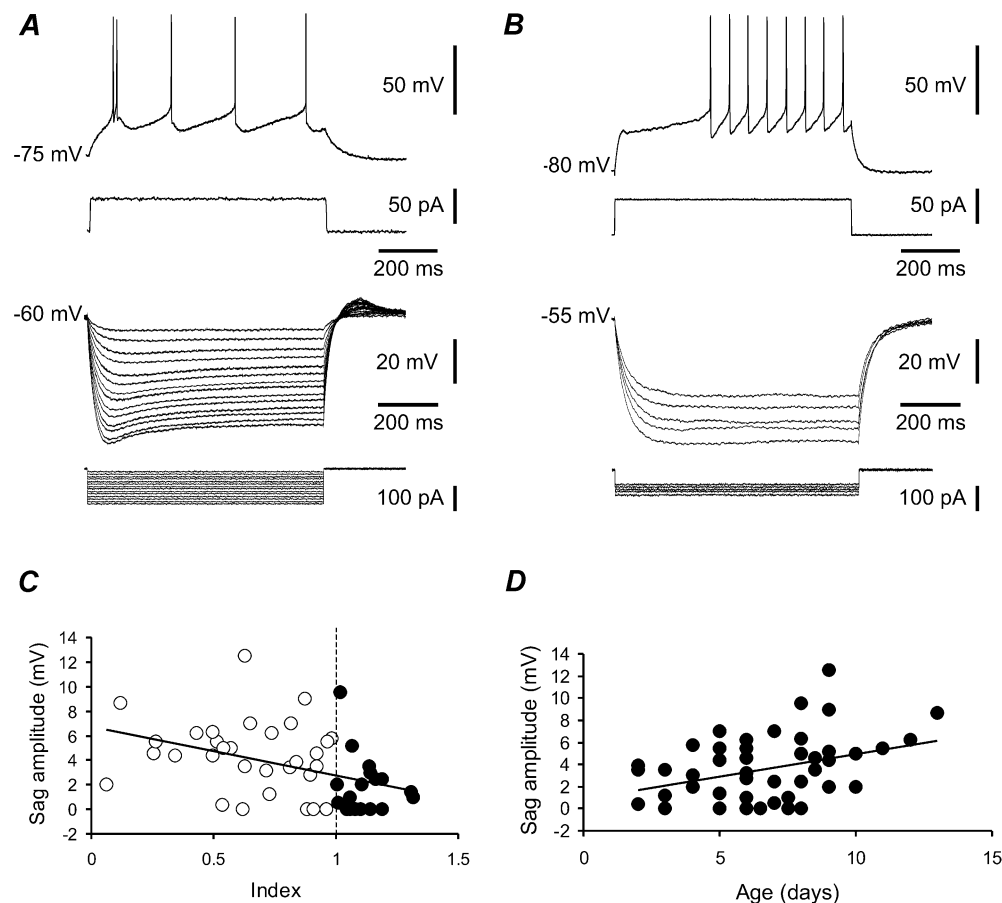 A
B
50 mV
50 mV
-75 mV
-80 mV
50 pA
50 pA
200 ms
200 ms
-60 mV
-55 mV
20 mV
20 mV
200 ms
200 ms
100 pA
100 pA
C
D
Sag amplitude (mV)
14
12
10
8
6
4
2
0
-2
0
0.5
1
1.5
Index
Sag amplitude (mV)
14
12
10
8
6
4
2
0
-2
0
5
10
15
Age (days)